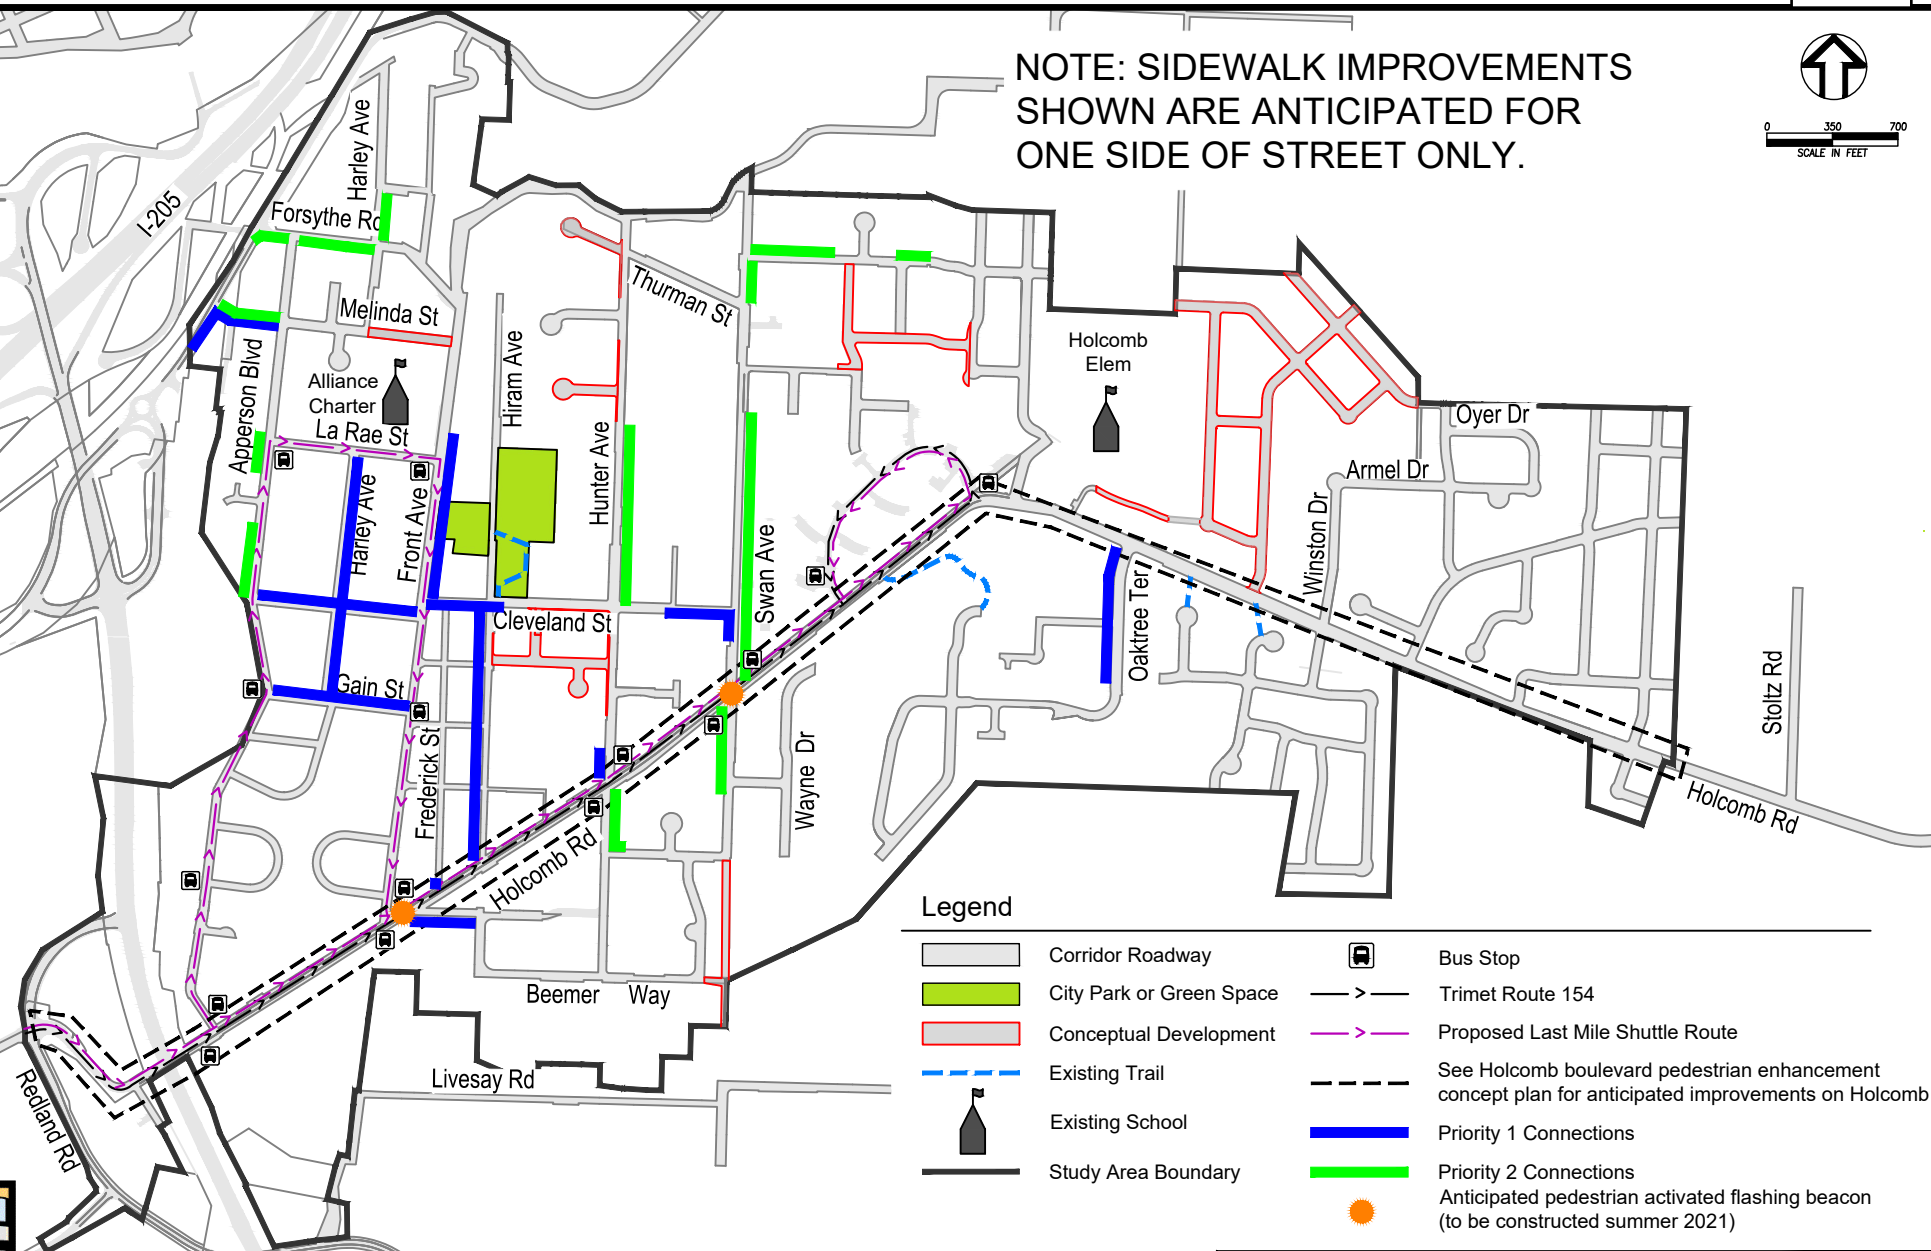 NOTE: SIDEWALK IMPROVEMENTS
SHOWN ARE ANTICIPATED FOR
ONE SIDE OF STREET ONLY.
0 350 700
SCALE IN FEET
I-205
Harley Ave
Forsythe Rd
Melinda St
Thurman St
Hiram Ave
Apperson Blvd
Alliance
Charter
La Rae St
Holcomb
Elem
Oyer Dr
Armel Dr
Harley Ave
Front Ave
Hunter Ave
Swan Ave
Winston Dr
Cleveland St
Oaktree Ter
Gain St
Frederick St
Wayne Dr
Stoltz Rd
Holcomb Rd
Holcomb Rd
Beemer Way
Livesay Rd
Redland Rd
Legend
Corridor Roadway
City Park or Green Space
Conceptual Development
Existing Trail
Existing School
Study Area Boundary
Bus Stop
Trimet Route 154
Proposed Last Mile Shuttle Route
See Holcomb boulevard pedestrian enhancement
concept plan for anticipated improvements on Holcomb
Priority 1 Connections
Priority 2 Connections
Anticipated pedestrian activated flashing beacon
(to be constructed summer 2021)